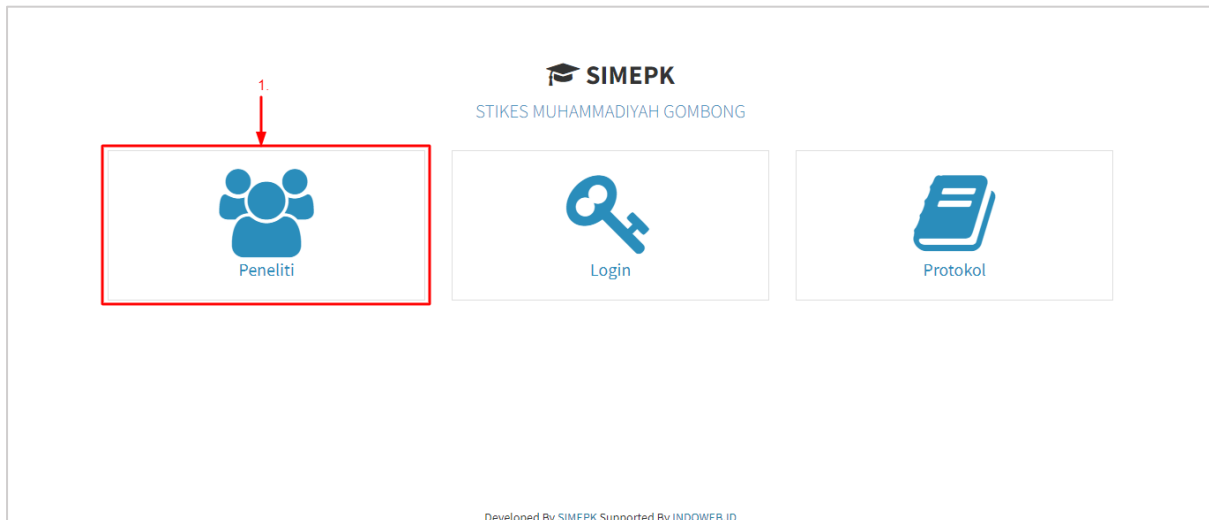 SIMEPK
STIKES MUHAMMADIYAH GOMBONG
1.
Peneliti
Login
Protokol
Developed By SIMEPK Supported By INDOWEB.ID